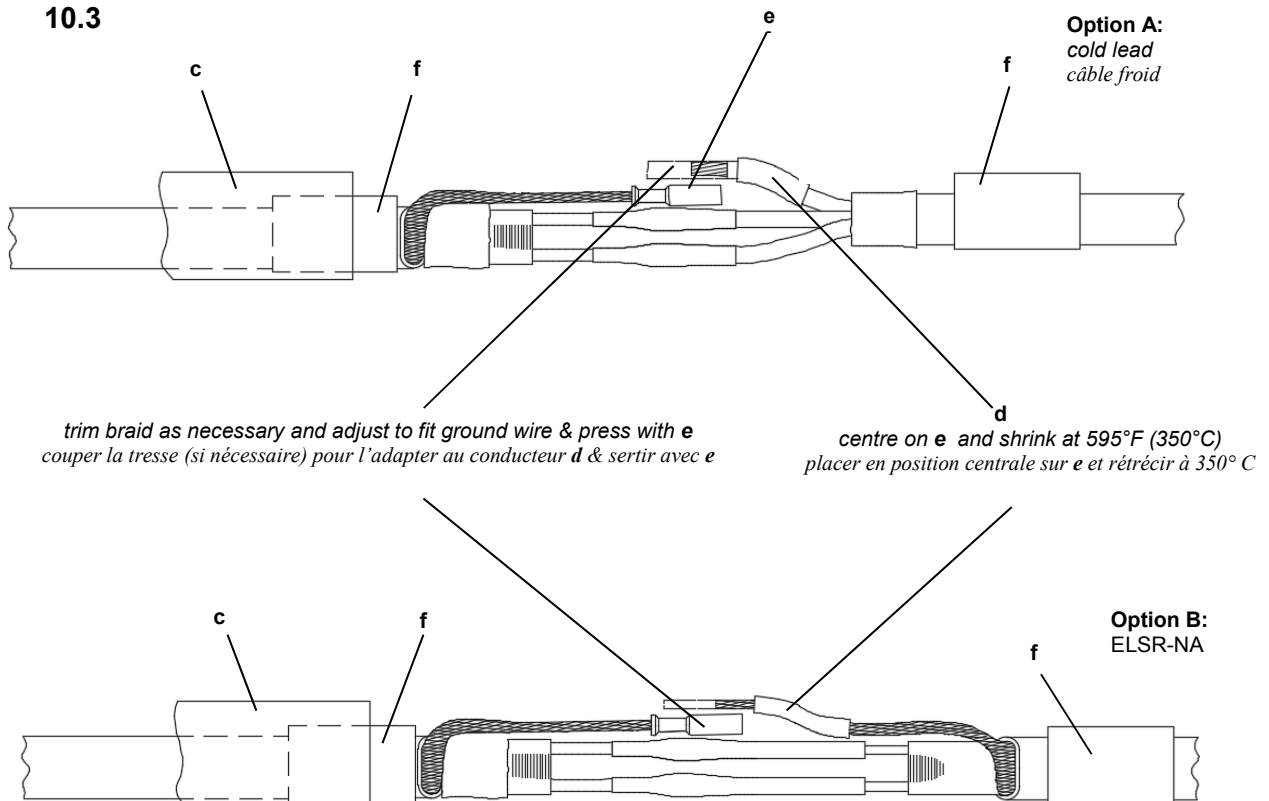 10.3
e
Option A:
cold lead
câble froid
c
f
f
trim braid as necessary and adjust to fit ground wire & press with e
couper la tresse (si nécessaire) pour l'adapter au conducteur d & sertir avec e
d
centre on e and shrink at 595°F (350°C)
placer en position centrale sur e et rétrécir à 350° C
c
f
Option B:
ELSR-NA
f